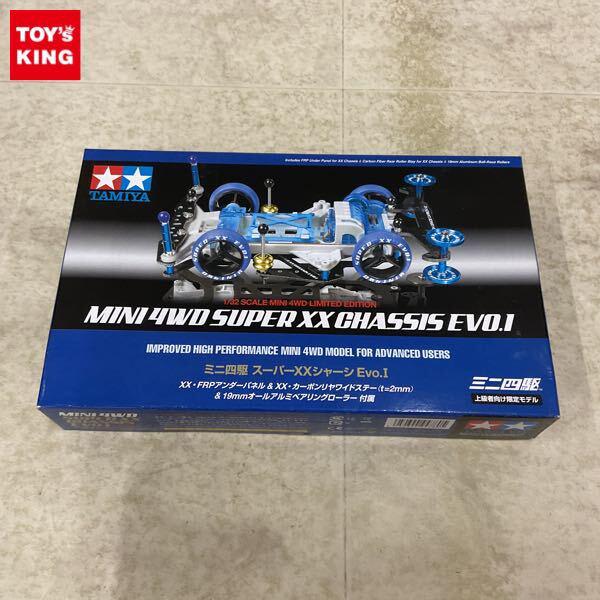 TOY's
KING
Includes FRP Under Panel for XX Chassis & Carbon Fiber Rear Roller Stay for XX Chassis & 19mm Aluminum Ball-Race Rollers
TAMIYA
SUPER XX EVO.I
1/32 SCALE MINI 4WD LIMITED EDITION
MINI 4WD SUPER XX CHASSIS EVO.I
IMPROVED HIGH PERFORMANCE MINI 4WD MODEL FOR ADVANCED USERS
ミニ四駆 スーパーXXシャーシ Evo.I
XX・FRPアンダーパネル & XX・カーボンリヤワイドステー(t=2mm)
& 19mmオールアルミベアリングローラー 付属
ミニ四駆
上級者向け限定モデル
MINI 4WD